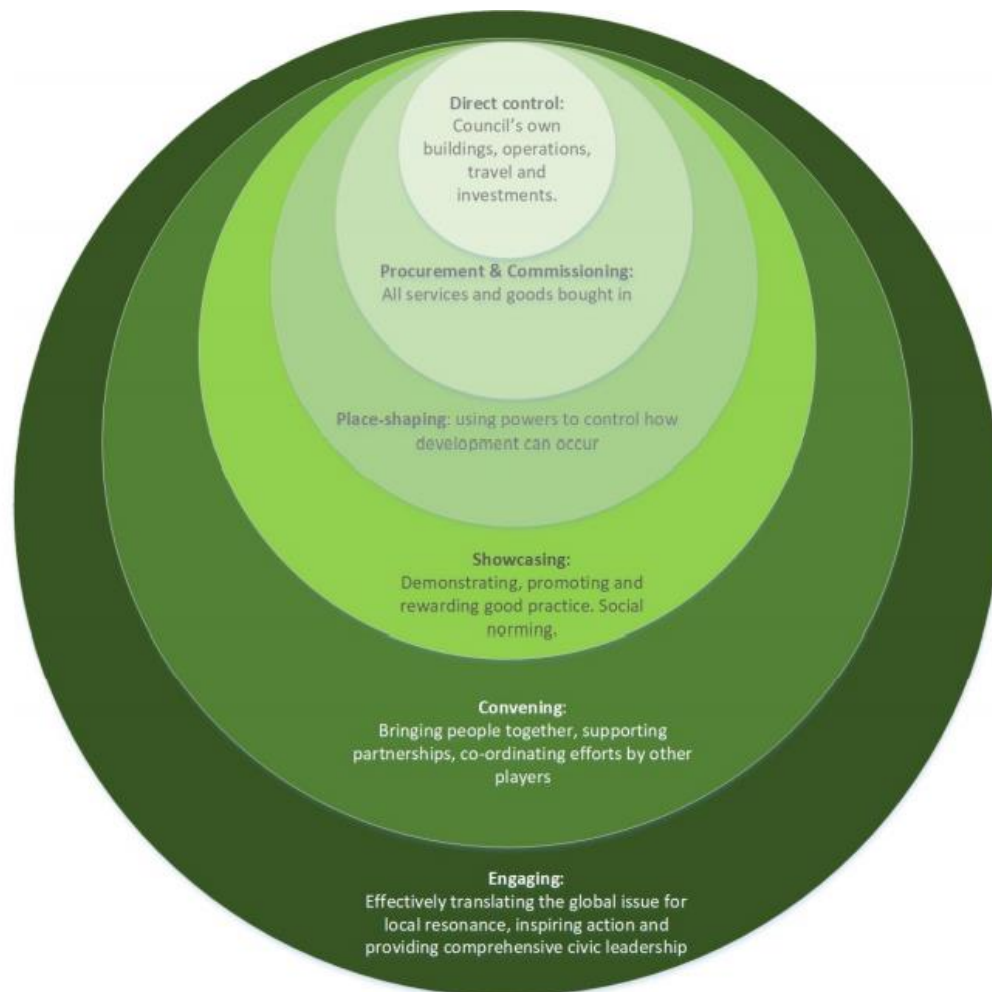 Direct control:
Council's own
buildings, operations,
travel and
investments.
Procurement & Commissioning:
All services and goods bought in
Place-shaping: using powers to control how
development can occur
Showcasing:
Demonstrating, promoting and
rewarding good practice. Social
norming.
Convening:
Bringing people together, supporting
partnerships, co-ordinating efforts by other
players
Engaging:
Effectively translating the global issue for
local resonance, inspiring action and
providing comprehensive civic leadership